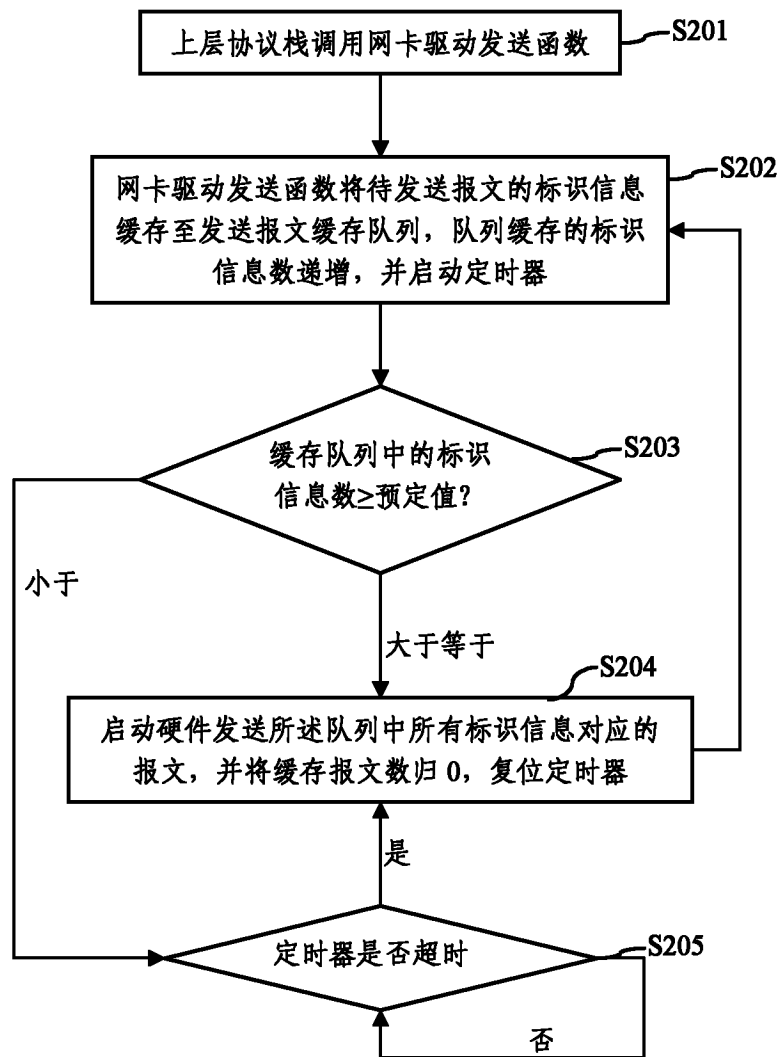 上层协议栈调用网卡驱动发送函数
S201
S202
网卡驱动发送函数将待发送报文的标识信息
缓存至发送报文缓存队列，队列缓存的标识
信息数递增，并启动定时器
S203
缓存队列中的标识
信息数≥预定值？
小于
大于等于
S204
启动硬件发送所述队列中所有标识信息对应的
报文，并将缓存报文数归 0，复位定时器
是
S205
定时器是否超时
否